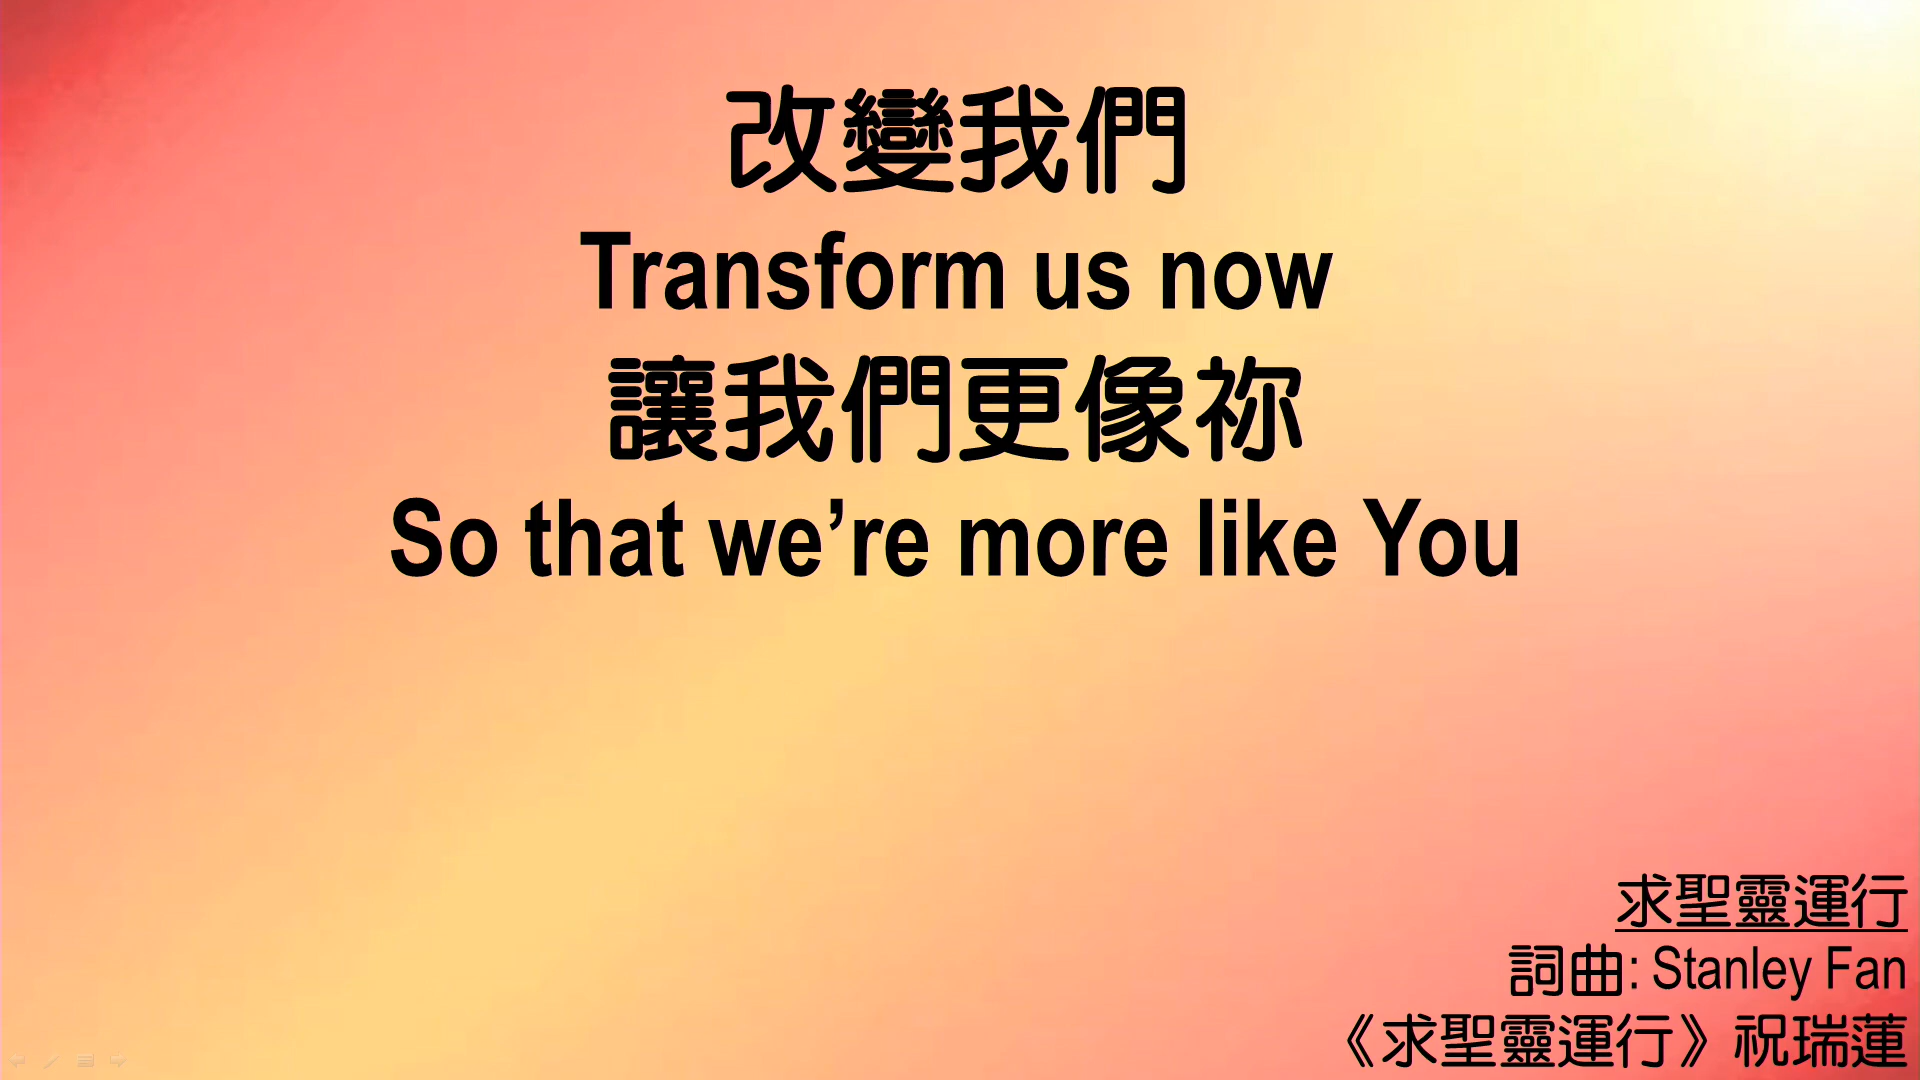 改變我們
Transform us now
讓我們更像祢
So that we’re more like You
求聖靈運行
詞曲: Stanley Fan
《求聖靈運行》祝瑞蓮